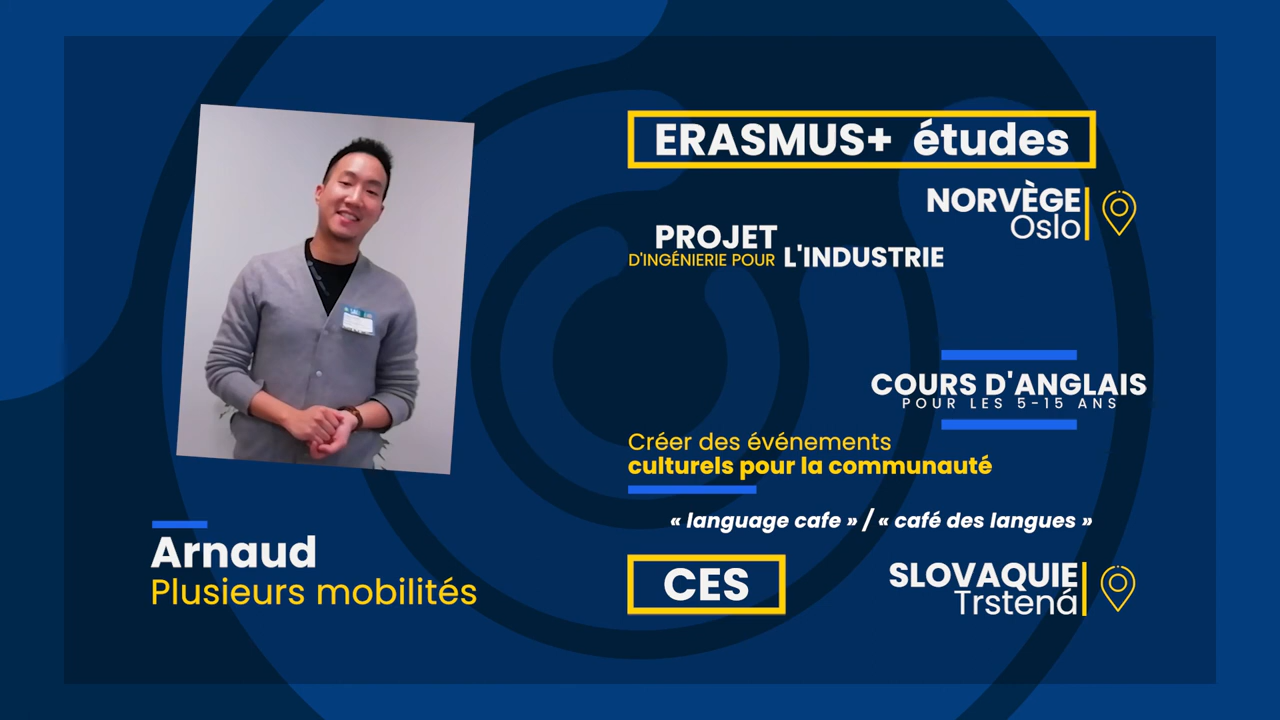 ERASMUS+ études
NORVÈGE
Oslo
PROJET
D'INGÉNIERIE POUR L'INDUSTRIE
COURS D'ANGLAIS
POUR LES 5-15 ANS
Créer des événements
culturels pour la communauté
« language cafe » / « café des langues »
CES
SLOVAQUIE
Trstená
Arnaud
Plusieurs mobilités